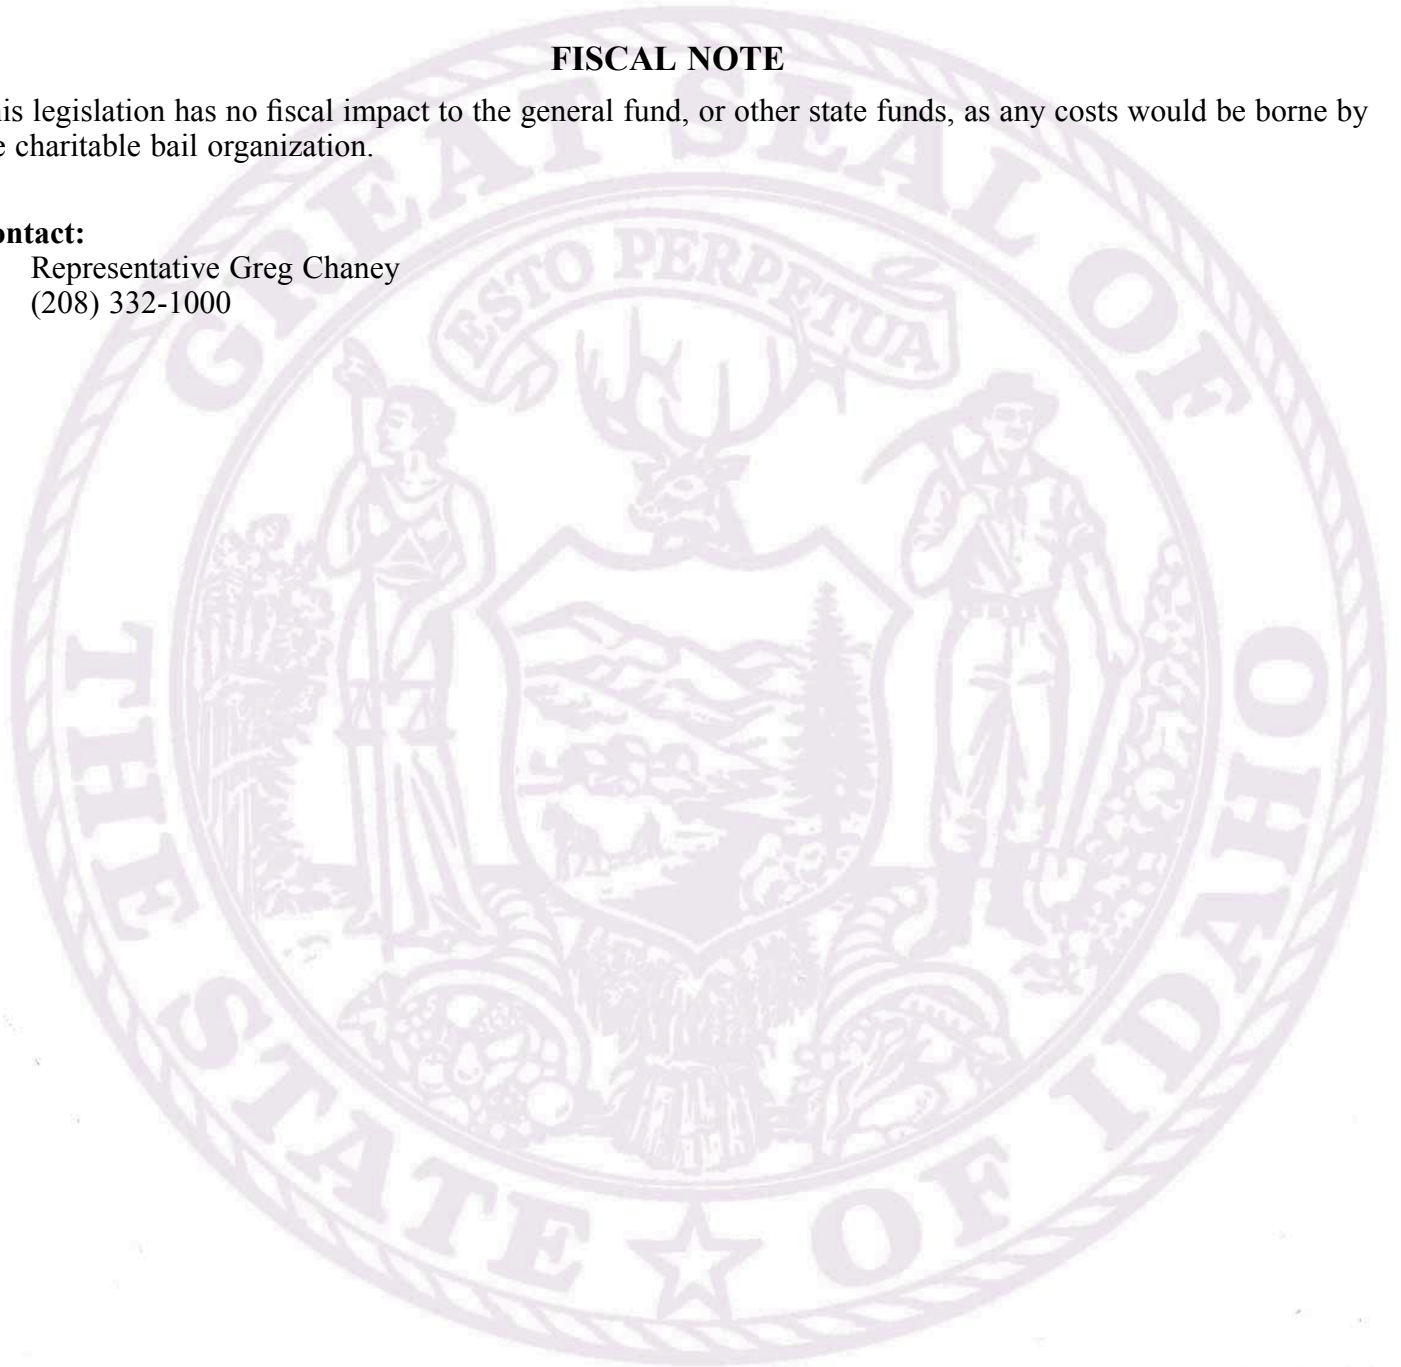 FISCAL NOTE
his legislation has no fiscal impact to the general fund, or other state funds, as any costs would be borne by
e charitable bail organization.
ontact:
Representative Greg Chaney
(208) 332-1000
GREAT SEAL OF
THE STATE OF IDAHO
ESTO PERPETUA